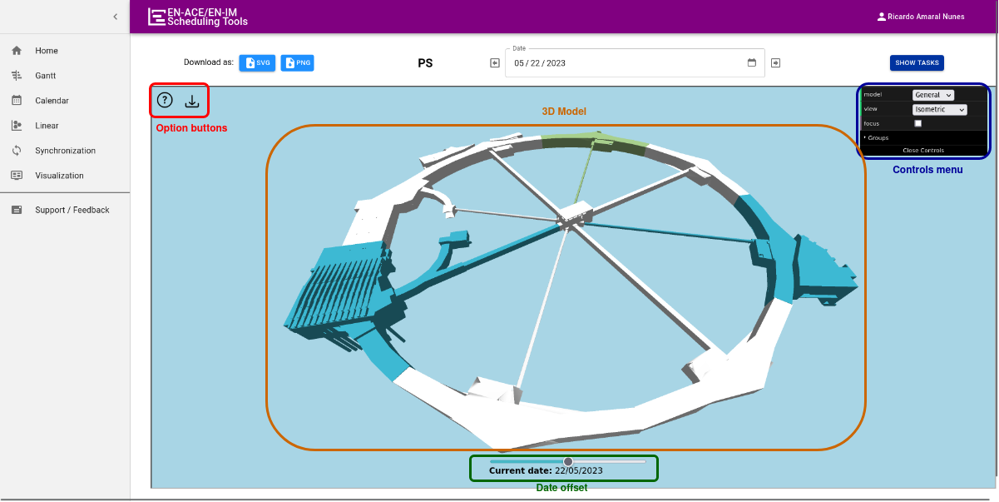 EN-ACE/EN-IM
Scheduling Tools
Ricardo Amaral Nunes
Home
Gantt
Calendar
Linear
Synchronization
Visualization
Support / Feedback
Download as:
SVG
PNG
PS
Date
05 / 22 / 2023
SHOW TASKS
?
Option buttons
3D Model
model
General
view
Isometric
focus
Groups
Close Controls
Controls menu
Current date: 22/05/2023
Date offset